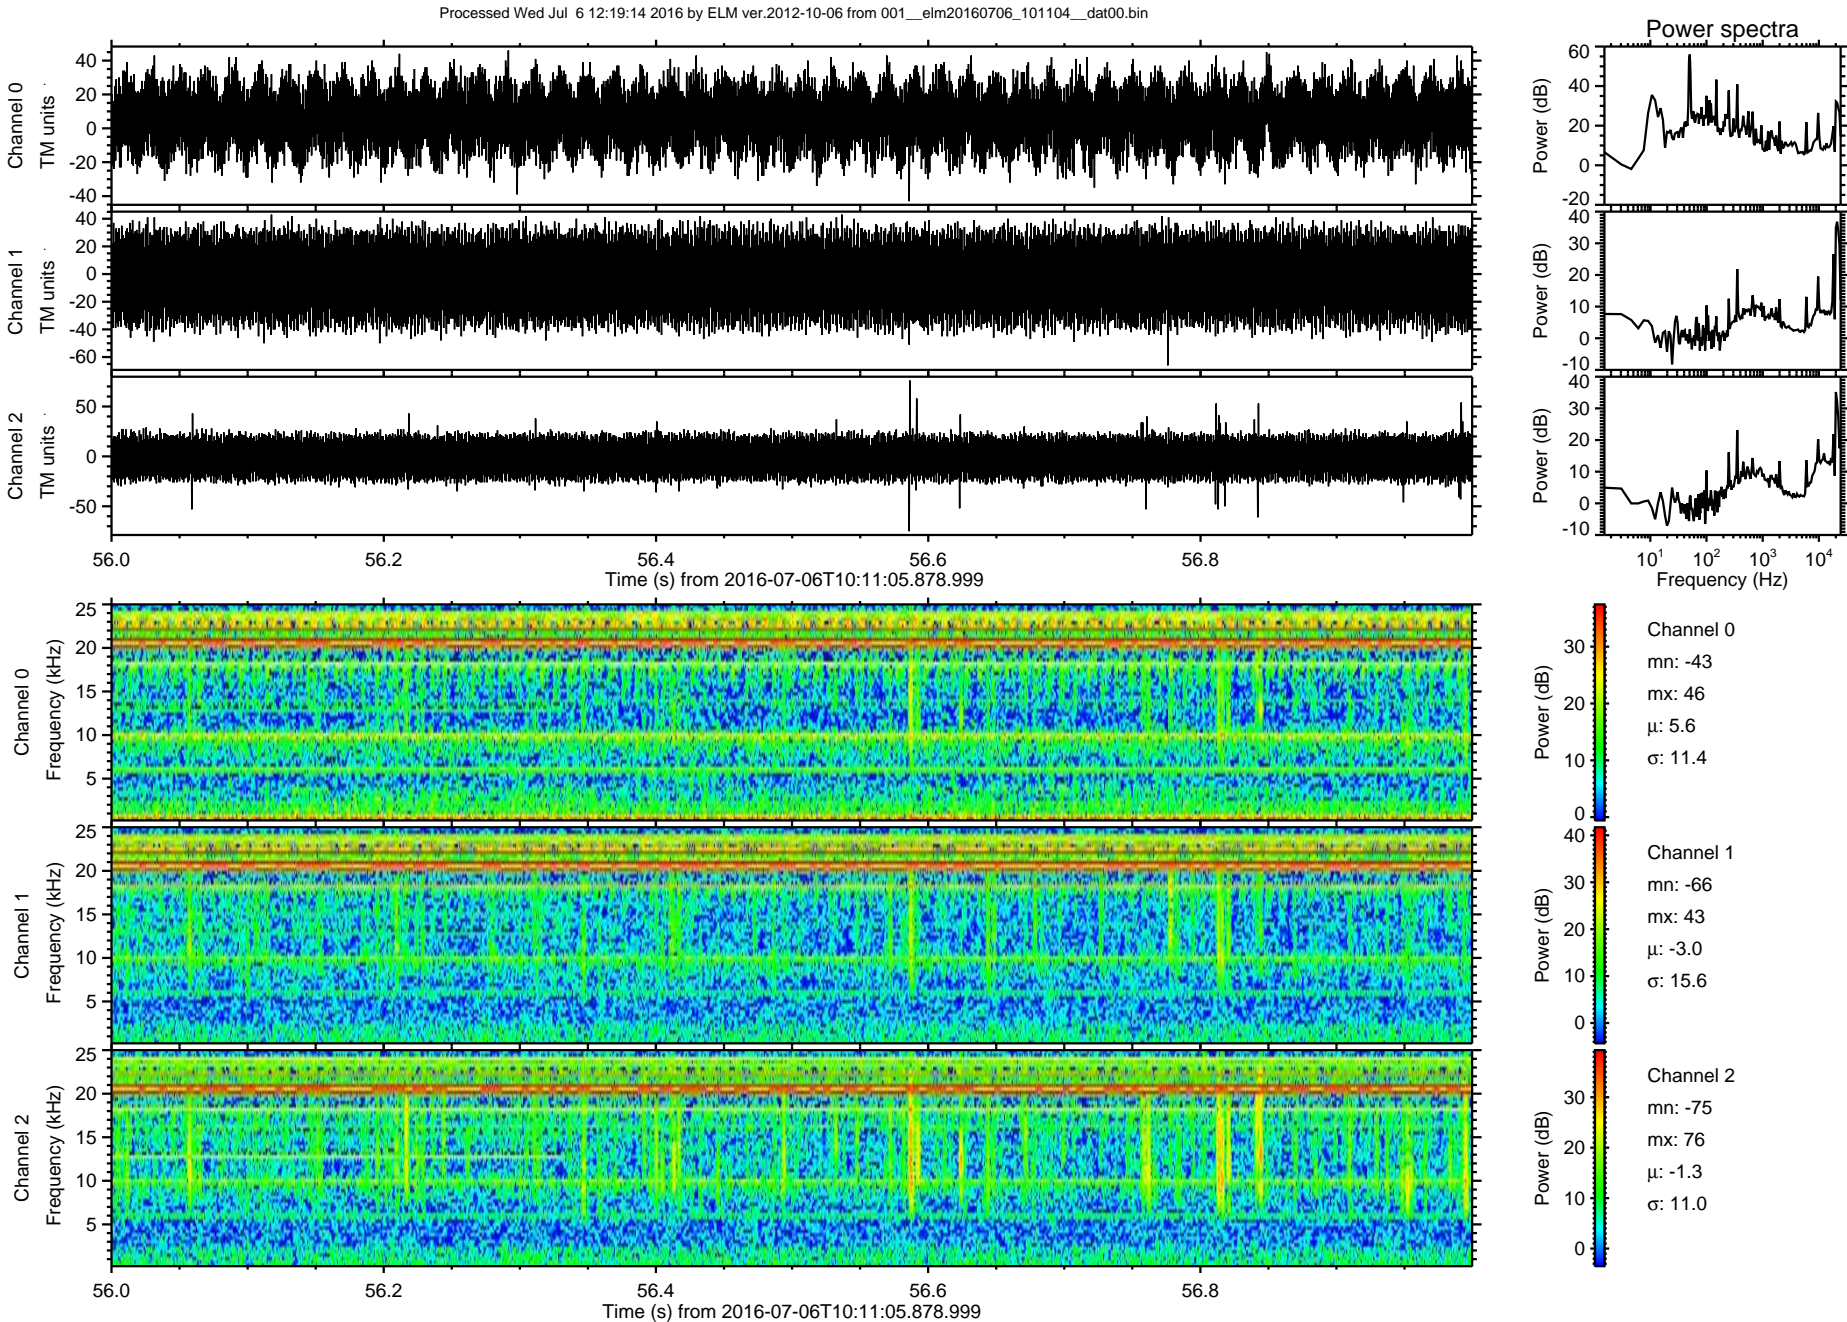 Processed Wed Jul  6 12:19:14 2016 by ELM ver.2012-10-06 from 001__elm20160706_101104__dat00.bin
Power spectra
Channel 0
TM units
40
20
0
-20
-40
Power (dB)
60
40
20
0
-20
Channel 1
TM units
40
20
0
-20
-40
-60
Power (dB)
40
30
20
10
0
-10
Channel 2
TM units
50
0
-50
Power (dB)
40
30
20
10
0
-10
56.0
56.2
56.4
56.6
56.8
Time (s) from 2016-07-06T10:11:05.878.999
10¹
10²
10³
10⁴
Frequency (Hz)
Channel 0
Frequency (kHz)
25
20
15
10
5
Power (dB)
30
20
10
0
Channel 0
mn: -43
mx: 46
μ: 5.6
σ: 11.4
Channel 1
Frequency (kHz)
25
20
15
10
5
Power (dB)
40
30
20
10
0
Channel 1
mn: -66
mx: 43
μ: -3.0
σ: 15.6
Channel 2
Frequency (kHz)
25
20
15
10
5
Power (dB)
30
20
10
0
Channel 2
mn: -75
mx: 76
μ: -1.3
σ: 11.0
56.0
56.2
56.4
56.6
56.8
Time (s) from 2016-07-06T10:11:05.878.999